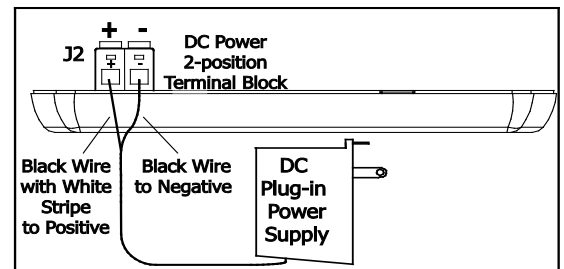 + -
J2
+ -
DC Power
2-position
Terminal Block
Black Wire
with White
Stripe
to Positive
Black Wire
to Negative
DC
Plug-in
Power
Supply